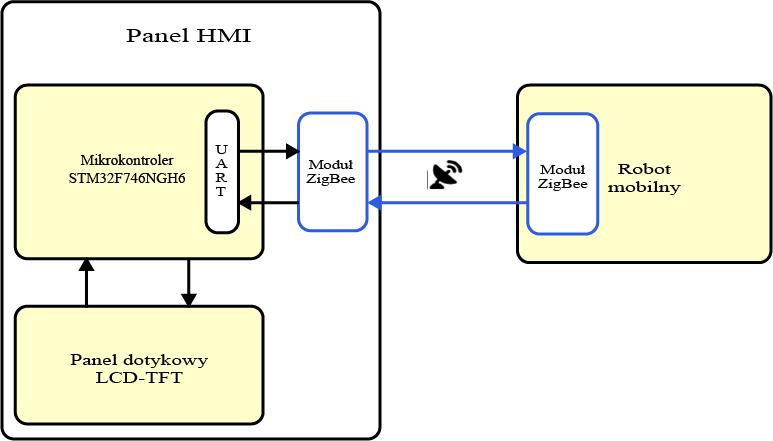 Panel HMI
Mikrokontroler
STM32F746NGH6
U
A
R
T
Moduł
ZigBee
Moduł
ZigBee
Robot
mobilny
Panel dotykowy
LCD-TFT